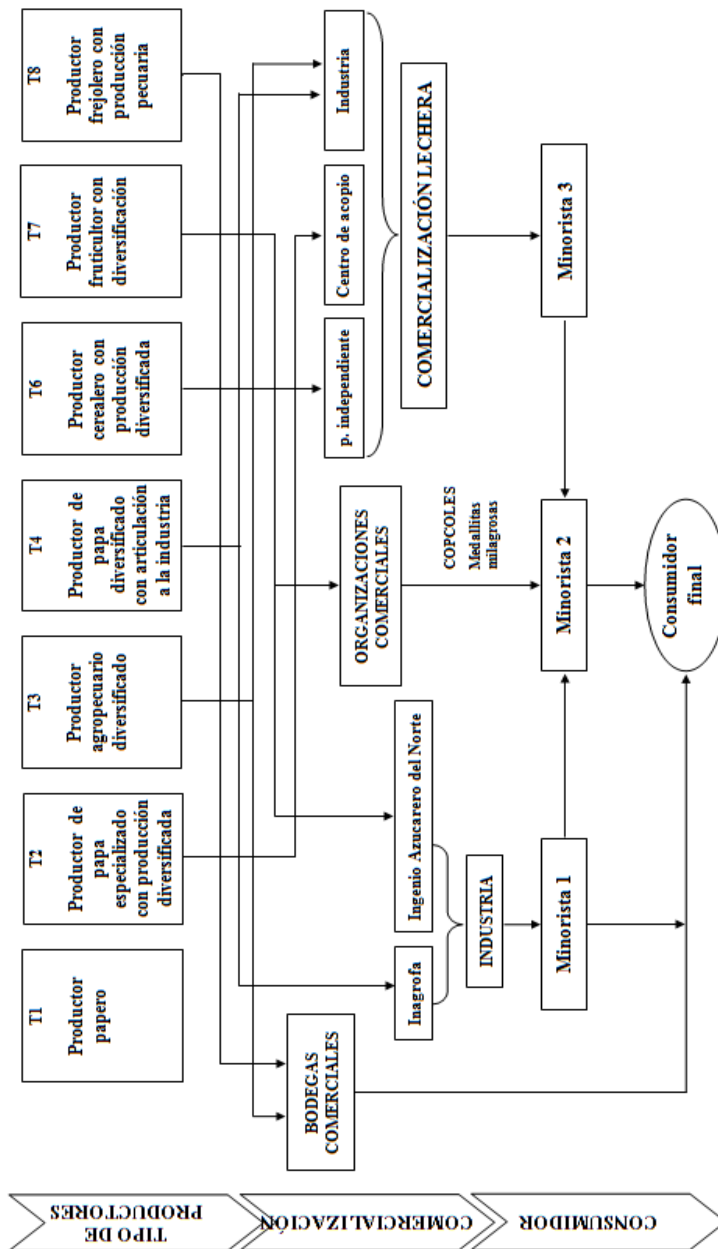 TIPO DE
PRODUCTORES
T1
Productor
papero
T2
Productor de
papa
especializado
con producción
diversificada
T3
Productor
agropecuario
diversificado
T4
Productor de
papa
diversificado
con articulación
a la industria
T6
Productor
cerealero con
producción
diversificada
T7
Productor
fruticultor con
diversificación
T8
Productor
frejolero con
producción
pecuaria
COMERCIALIZACIÓN
BODEGAS
COMERCIALES
Inagrofa
Ingenio Azucarero del Norte
INDUSTRIA
ORGANIZACIONES
COMERCIALES
COPCOLES
Medallitas
milagrosas
p. independiente
Centro de acopio
Industria
COMERCIALIZACIÓN LECHERA
CONSUMIDOR
Minorista 1
Minorista 2
Minorista 3
Consumidor
final